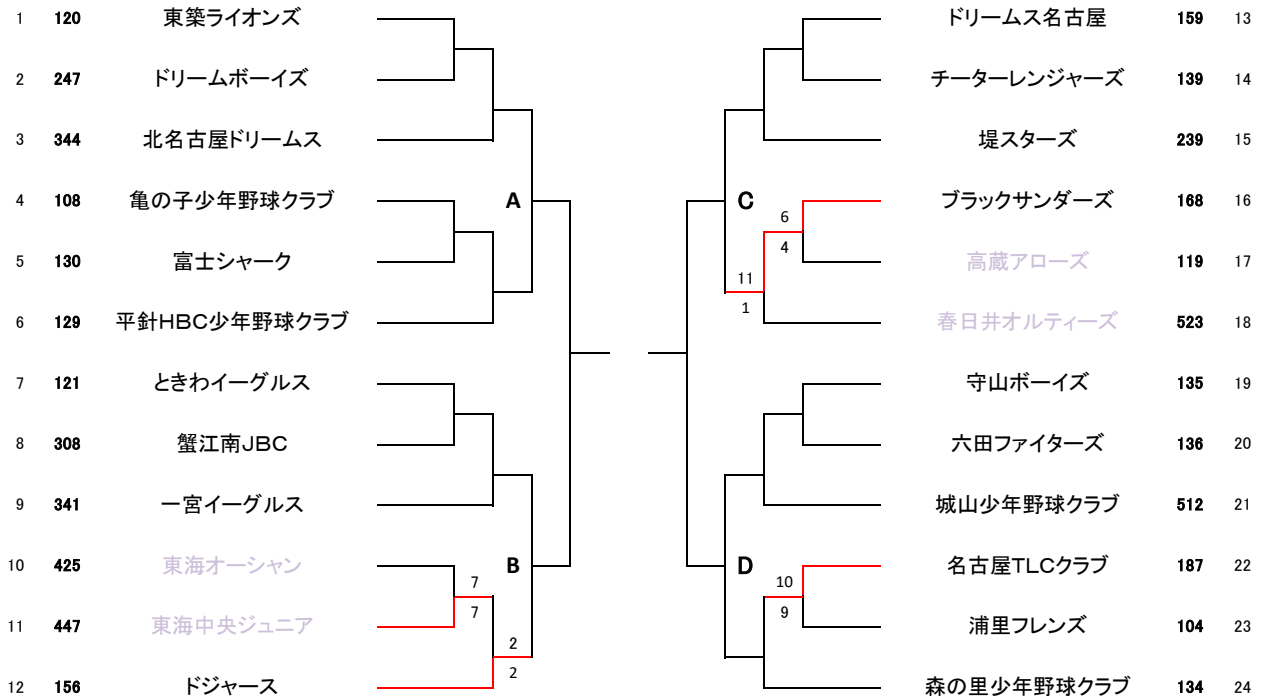 1 120 東築ライオンズ ドリームス名古屋 159 13
2 247 ドリームボーイズ チーターレンジャーズ 139 14
3 344 北名古屋ドリームス 堤スターズ 239 15
4 108 亀の子少年野球クラブ A C ブラックサンダーズ 168 16
6
4
5 130 富士シャーク 高蔵アローズ 119 17
11
1
6 129 平針HBC少年野球クラブ 春日井オルティーズ 523 18
7 121 ときわイーグルス 守山ボーイズ 135 19
8 308 蟹江南JBC 六田ファイターズ 136 20
9 341 一宮イーグルス 城山少年野球クラブ 512 21
10 425 東海オーシャン B D 名古屋TLCクラブ 187 22
7 10
7 9
11 447 東海中央ジュニア 浦里フレンズ 104 23
2
2
12 156 ドジャース 森の里少年野球クラブ 134 24